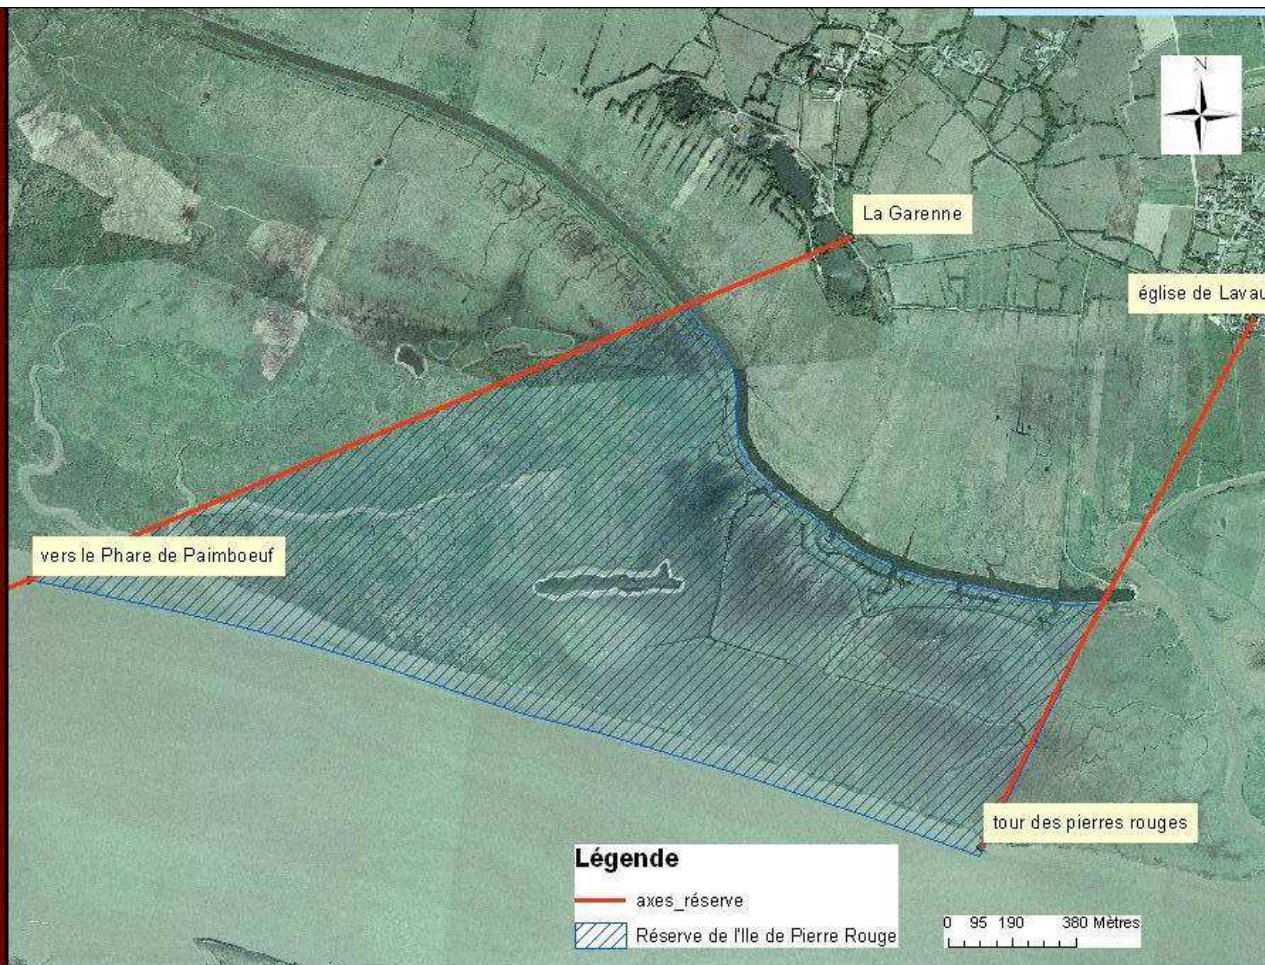 N
La Garenne
église de Lavau
vers le Phare de Paimboeuf
tour des pierres rouges
Légende
axes_réserve
Réserve de l'Ile de Pierre Rouge
0 95 190 380 Mètres